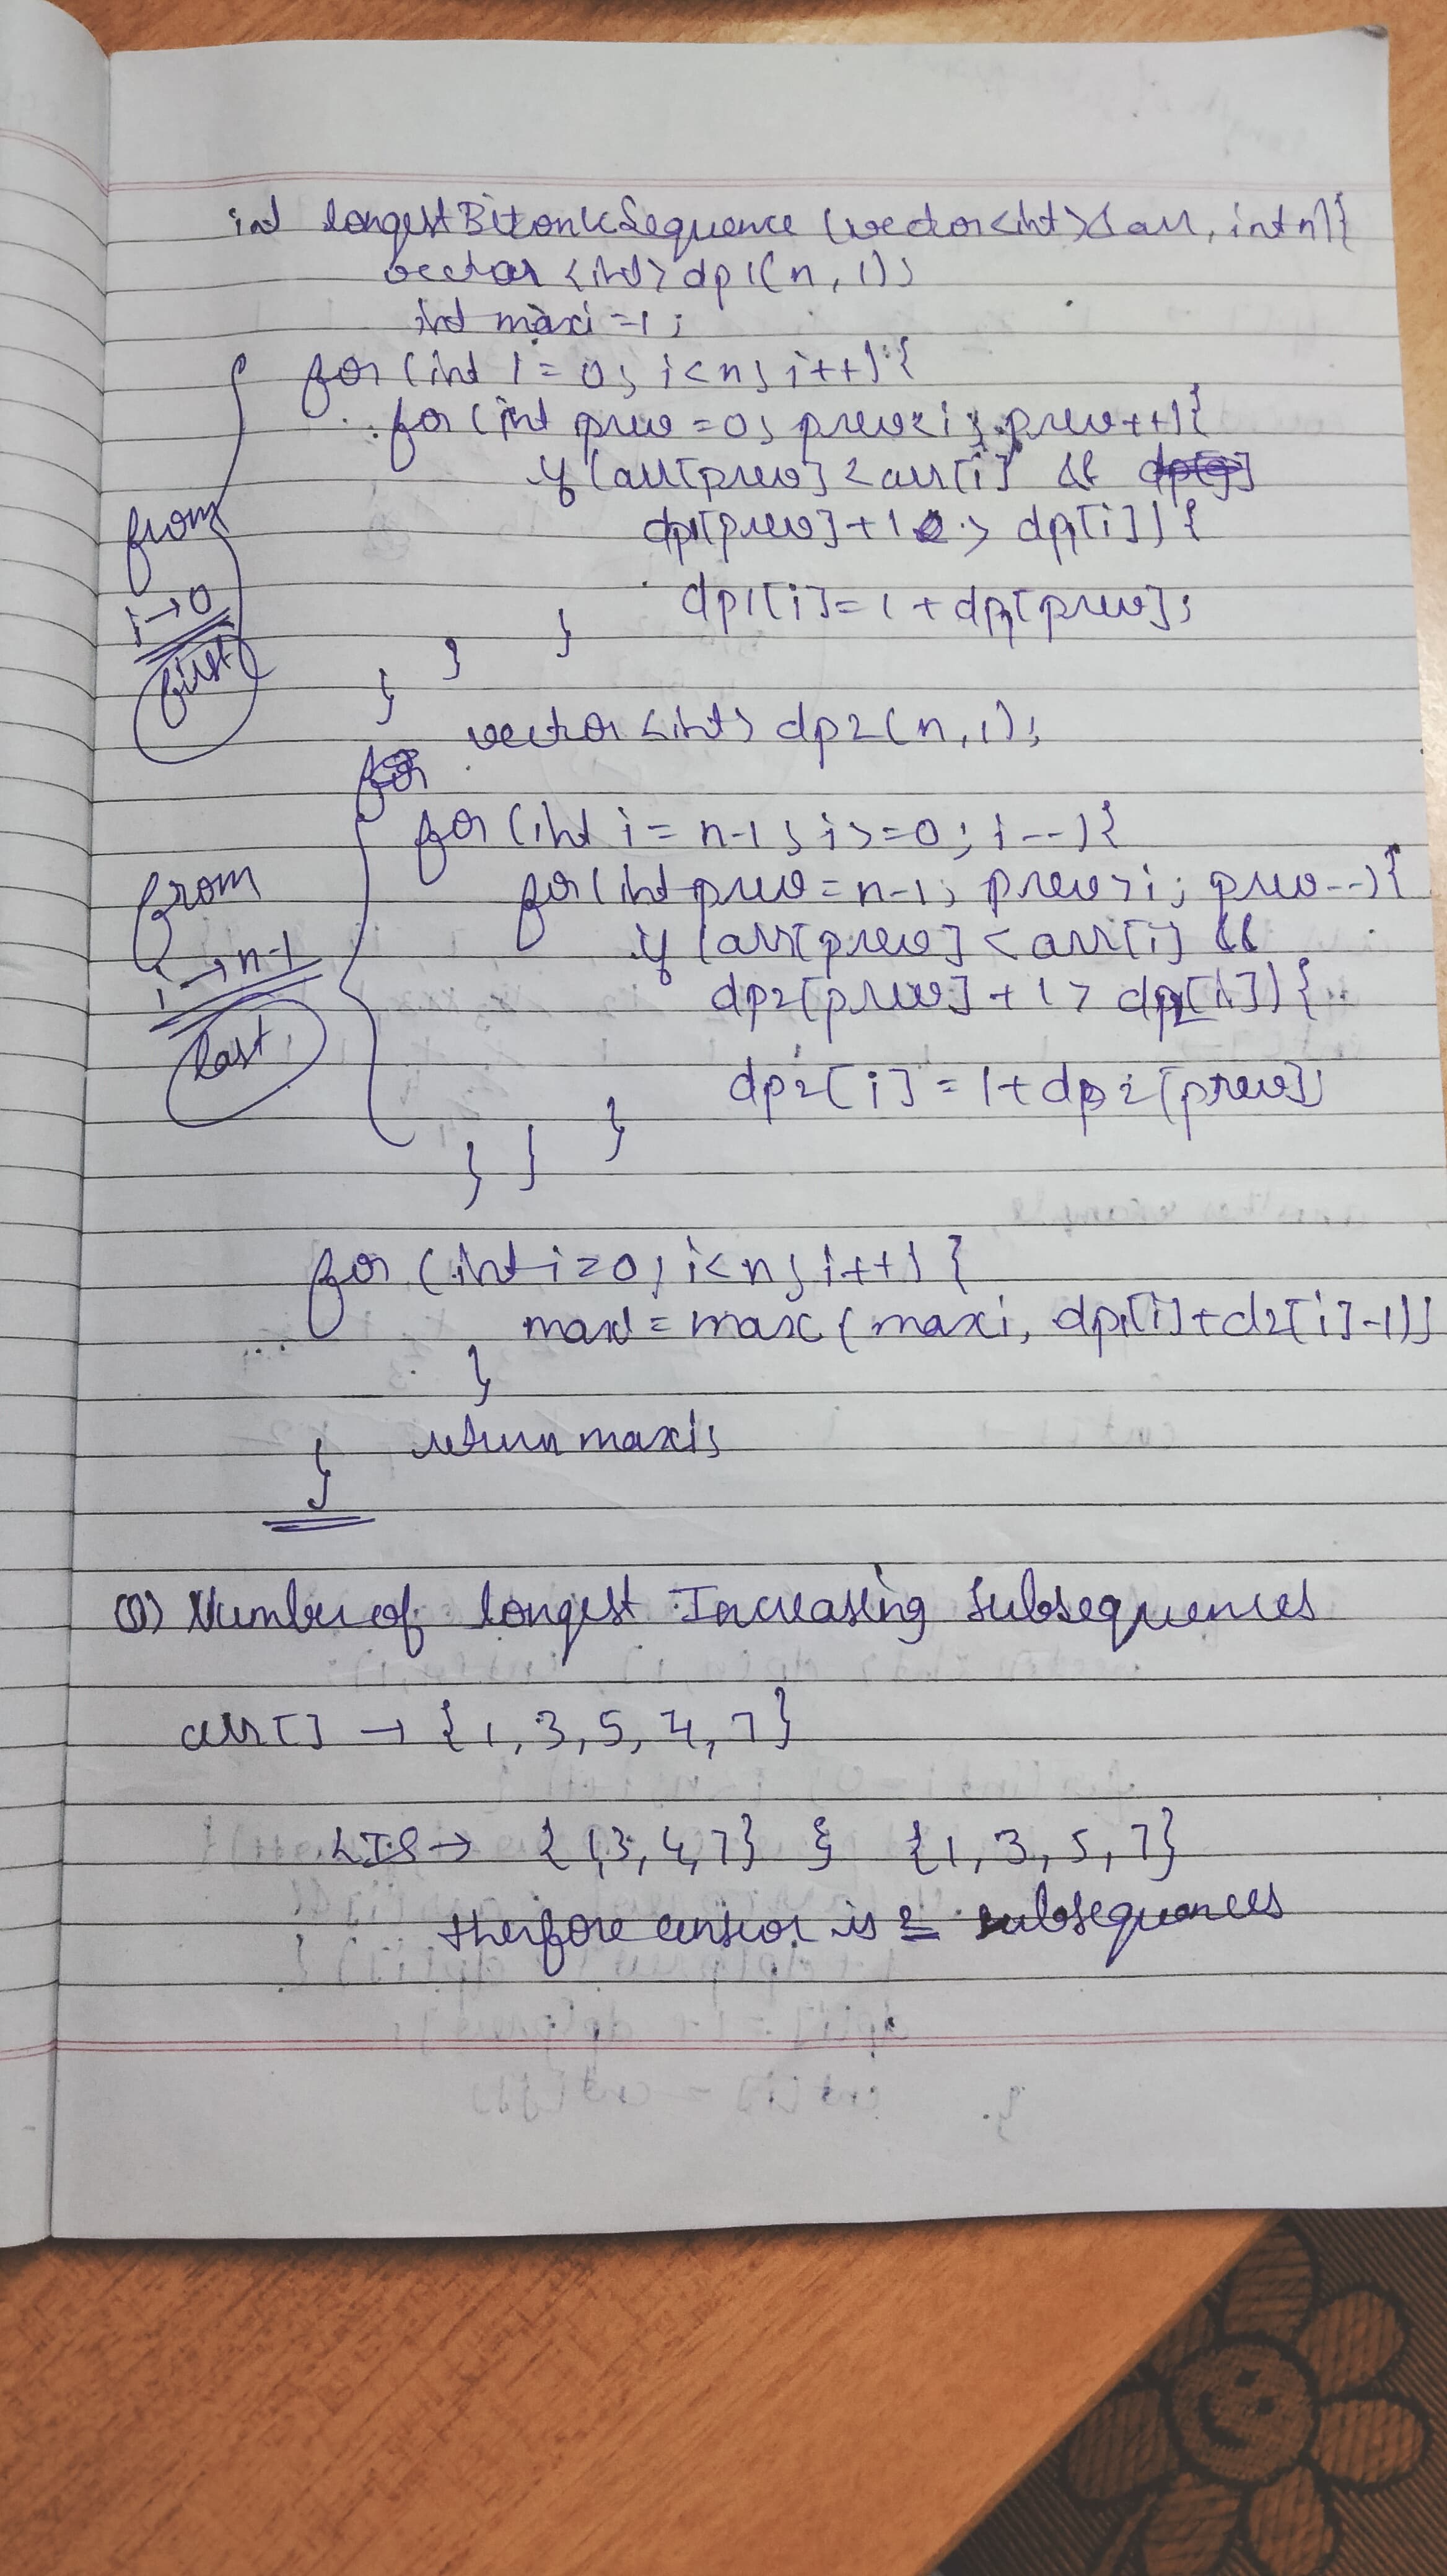 int longestBitonicSequence (vector<int>& arr, int n){
vector <int> dp1(n, 1);
int maxi = 1;
for (int i = 0; i < n; i++){
for (int prev = 0; prev < i; prev++){
if (arr[prev] < arr[i] &&
dp1[prev] + 1 > dp1[i]) {
dp1[i] = 1 + dp1[prev];
}
}
}
from
i → 0
first
vector <int> dp2(n, 1);
for (int i = n-1; i >= 0; i--){
for (int prev = n-1; prev > i; prev--){
if (arr[prev] < arr[i] &&
dp2[prev] + 1 > dp2[i]) {
dp2[i] = 1 + dp2[prev];
} } }
from
i → n-1
last
for (int i = 0; i < n; i++) {
maxi = max (maxi, dp1[i] + d2[i] - 1);
}
return maxi;
}
Q) Number of longest Increasing Subsequences
arr[] → {1, 3, 5, 4, 7}
LIS → {1, 3, 4, 7} & {1, 3, 5, 7}
is 2 subsequences